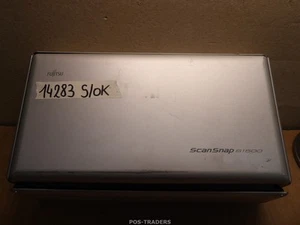 FUJITSU
14283 S/OK
ScanSnap S1500
POS-TRADERS